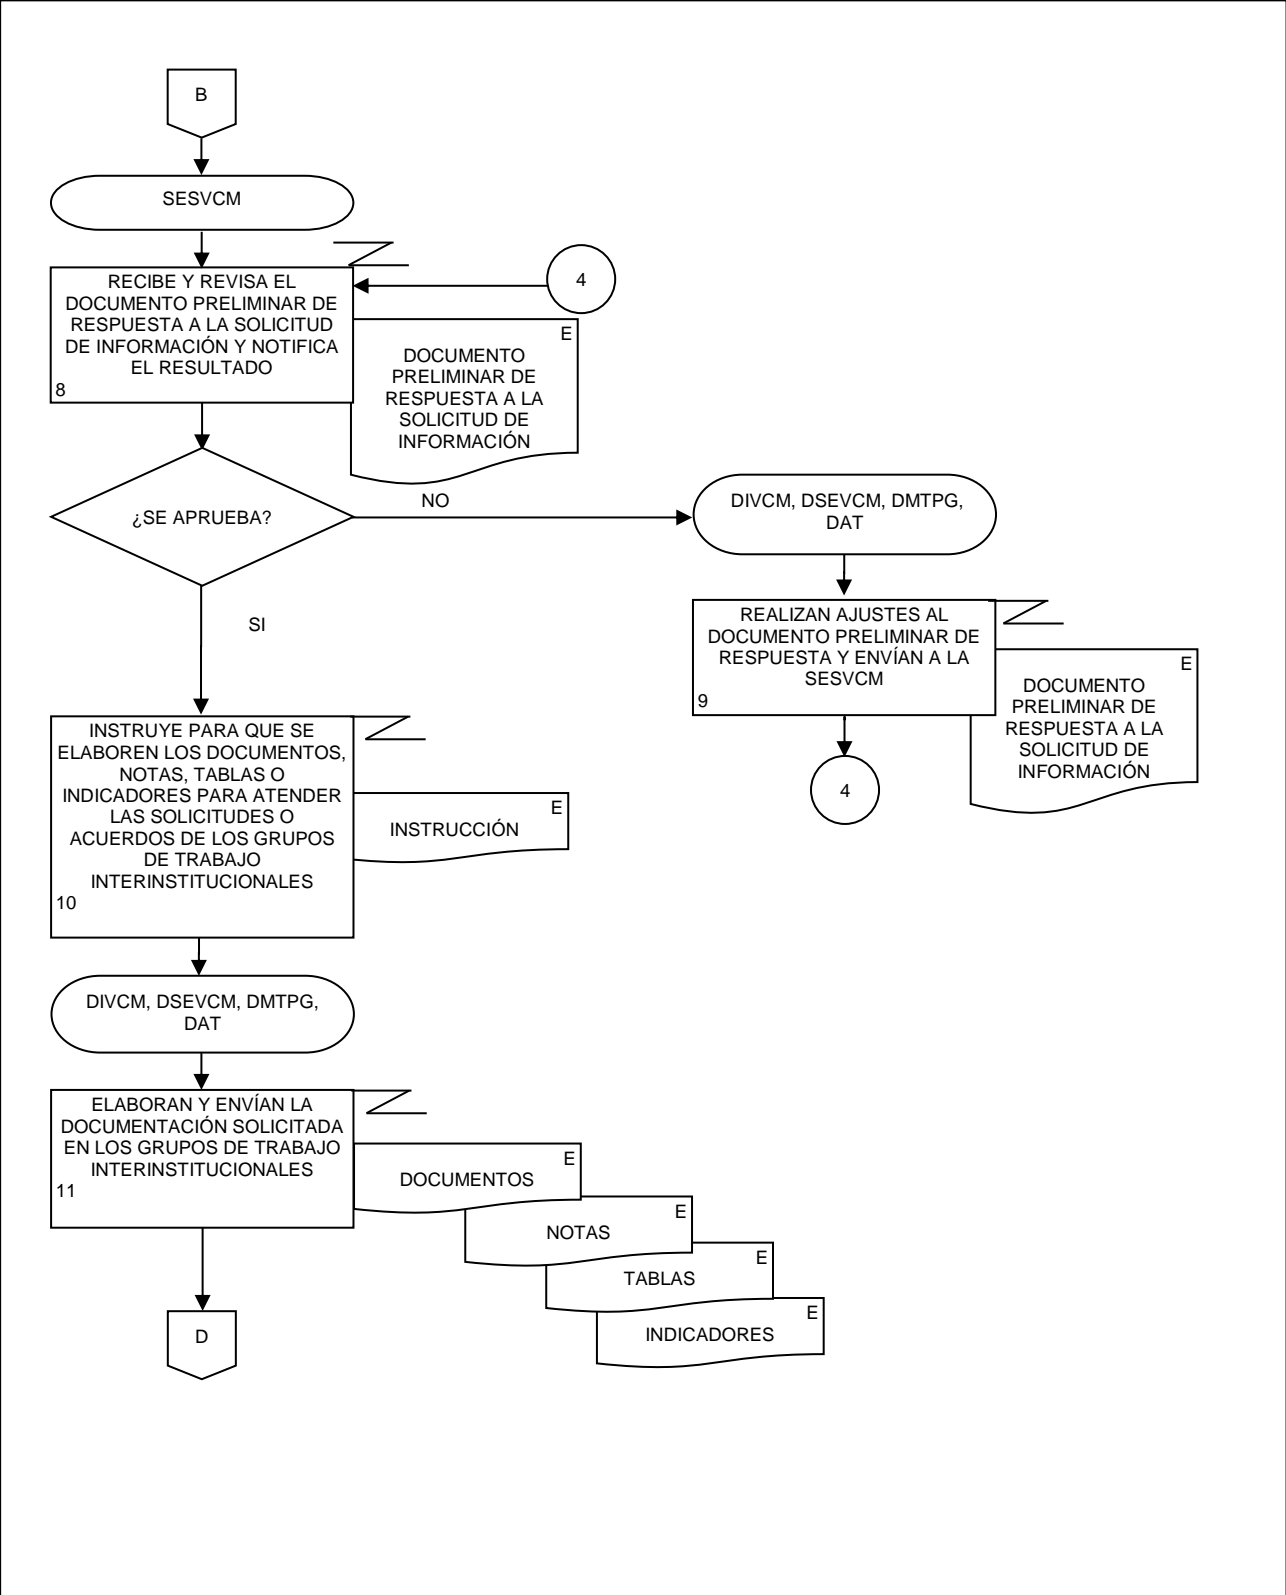 B
SESVCM
4
RECIBE Y REVISA EL
DOCUMENTO PRELIMINAR DE
RESPUESTA A LA SOLICITUD
DE INFORMACIÓN Y NOTIFICA
EL RESULTADO
8
E
DOCUMENTO
PRELIMINAR DE
RESPUESTA A LA
SOLICITUD DE
INFORMACIÓN
¿SE APRUEBA?
NO
DIVCM, DSEVCM, DMTPG,
DAT
SI
REALIZAN AJUSTES AL
DOCUMENTO PRELIMINAR DE
RESPUESTA Y ENVÍAN A LA
SESVCM
9
E
DOCUMENTO
PRELIMINAR DE
RESPUESTA A LA
SOLICITUD DE
INFORMACIÓN
4
INSTRUYE PARA QUE SE
ELABOREN LOS DOCUMENTOS,
NOTAS, TABLAS O
INDICADORES PARA ATENDER
LAS SOLICITUDES O
ACUERDOS DE LOS GRUPOS
DE TRABAJO
INTERINSTITUCIONALES
10
E
INSTRUCCIÓN
DIVCM, DSEVCM, DMTPG,
DAT
ELABORAN Y ENVÍAN LA
DOCUMENTACIÓN SOLICITADA
EN LOS GRUPOS DE TRABAJO
INTERINSTITUCIONALES
11
E
DOCUMENTOS
E
NOTAS
E
TABLAS
E
INDICADORES
D